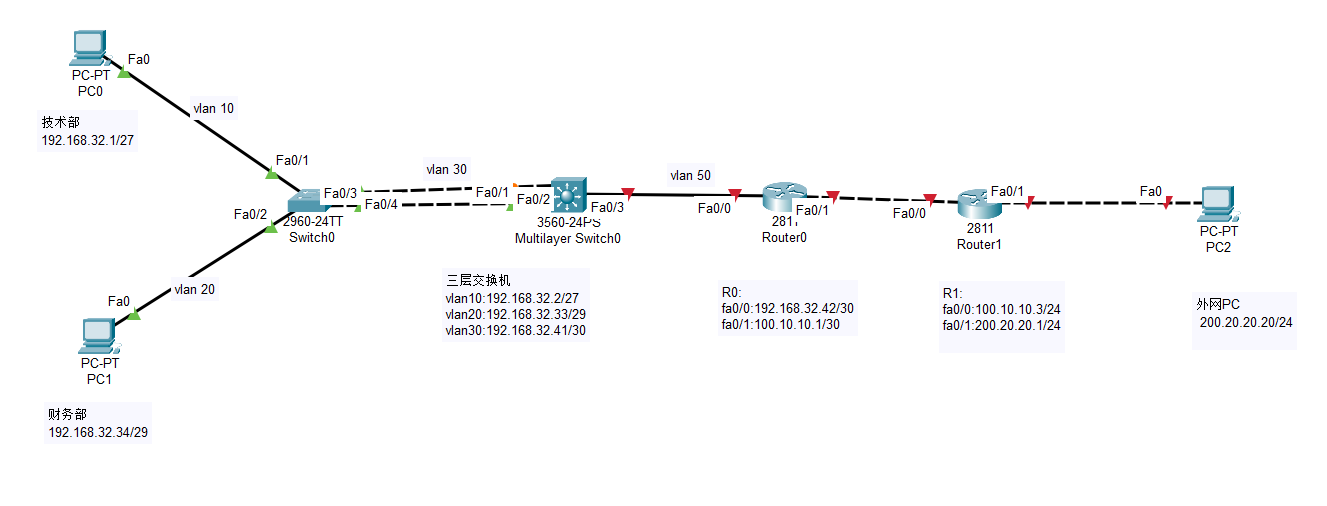 Fa0
PC-PT
PC0
技术部
192.168.32.1/27
vlan 10
Fa0/1
Fa0/2
Fa0/3
Fa0/4
2960-24TT
Switch0
vlan 20
Fa0
PC-PT
PC1
财务部
192.168.32.34/29
vlan 30
Fa0/1
Fa0/2
Fa0/3
3560-24PS
Multilayer Switch0
三层交换机
vlan10:192.168.32.2/27
vlan20:192.168.32.33/29
vlan30:192.168.32.41/30
vlan 50
Fa0/0
Fa0/1
2811
Router0
R0:
fa0/0:192.168.32.42/30
fa0/1:100.10.10.1/30
Fa0/0
Fa0/1
2811
Router1
R1:
fa0/0:100.10.10.3/24
fa0/1:200.20.20.1/24
Fa0
PC-PT
PC2
外网PC
200.20.20.20/24